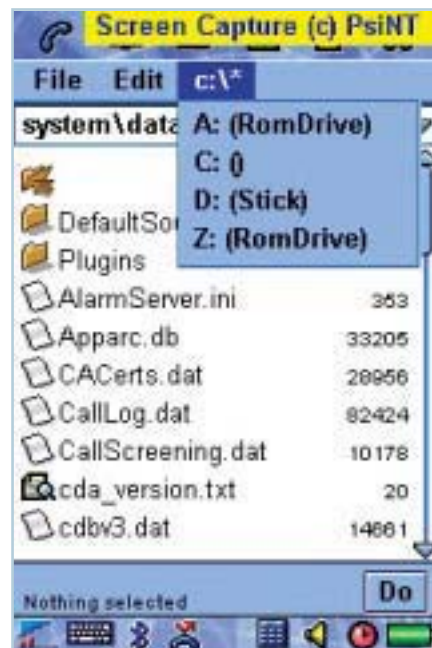 Screen Capture (c) PsiNT
File Edit c:\*
system\data
A: (RomDrive)
C: ()
D: (Stick)
Z: (RomDrive)
DefaultSo
Plugins
AlarmServer.ini 353
Apparc.db 33205
CACerts.dat 28956
CallLog.dat 82424
CallScreening.dat 10178
cda_version.txt 20
cdbv3.dat 14661
Nothing selected
Do